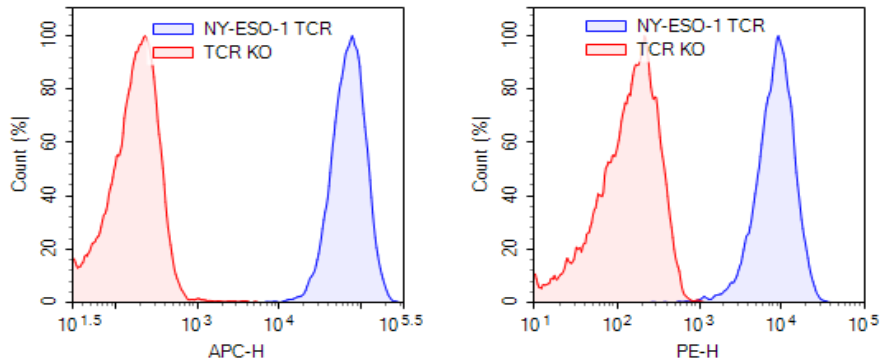 NY-ESO-1 TCR
TCR KO
100
80
60
40
20
0
Count (%|
10^1.5 10^3 10^4 10^5.5
APC-H
NY-ESO-1 TCR
TCR KO
100
80
60
40
20
0
Count (%|
10^1 10^2 10^3 10^4 10^5
PE-H